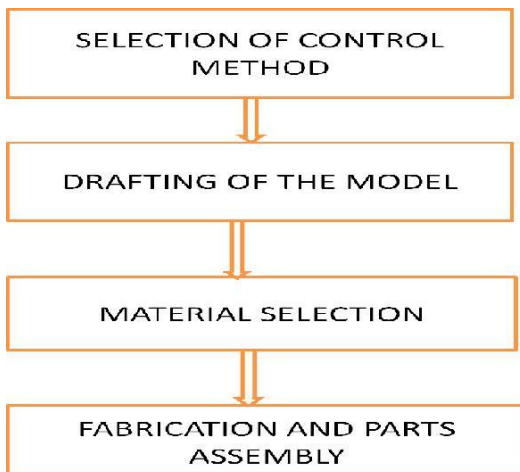 SELECTION OF CONTROL
METHOD
DRAFTING OF THE MODEL
MATERIAL SELECTION
FABRICATION AND PARTS
ASSEMBLY